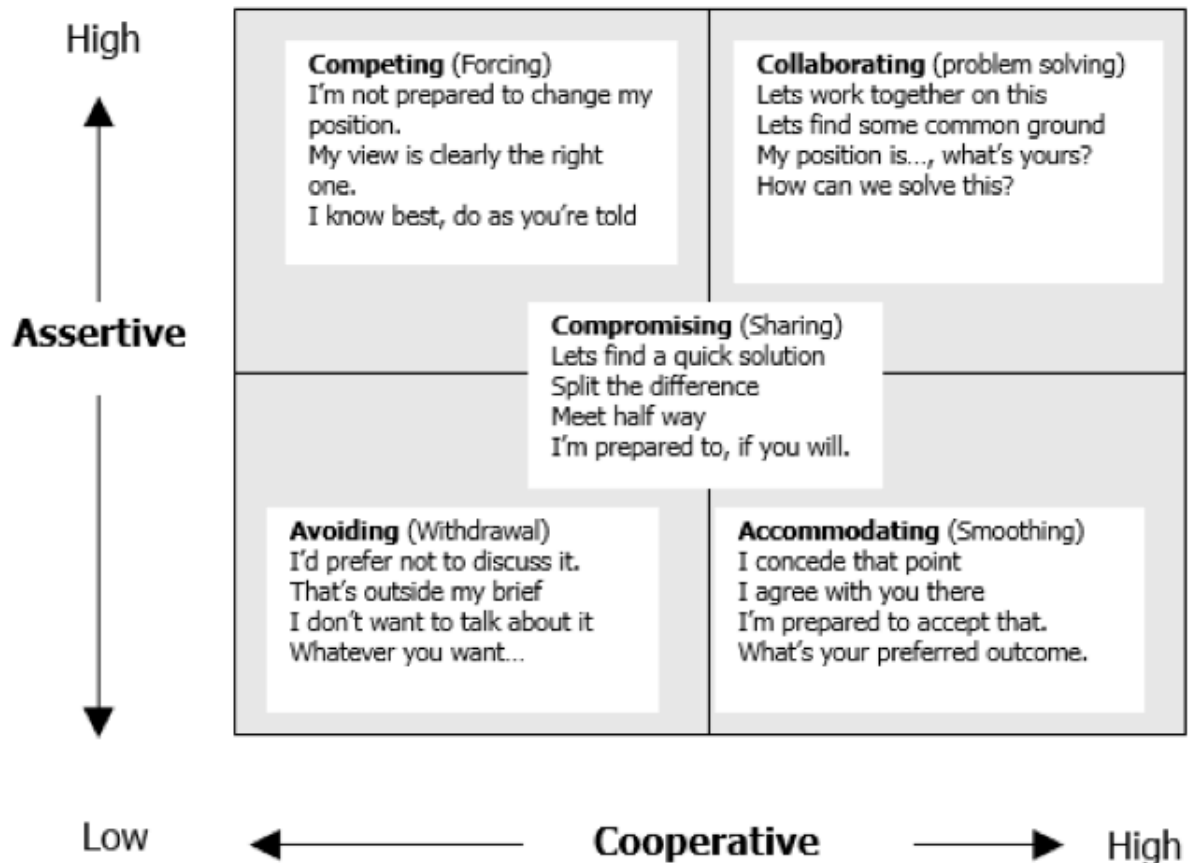 High
Competing (Forcing)
I'm not prepared to change my
position.
My view is clearly the right
one.
I know best, do as you're told
Collaborating (problem solving)
Lets work together on this
Lets find some common ground
My position is..., what's yours?
How can we solve this?
Assertive
Compromising (Sharing)
Lets find a quick solution
Split the difference
Meet half way
I'm prepared to, if you will.
Avoiding (Withdrawal)
I'd prefer not to discuss it.
That's outside my brief
I don't want to talk about it
Whatever you want...
Accommodating (Smoothing)
I concede that point
I agree with you there
I'm prepared to accept that.
What's your preferred outcome.
Low
Cooperative
High